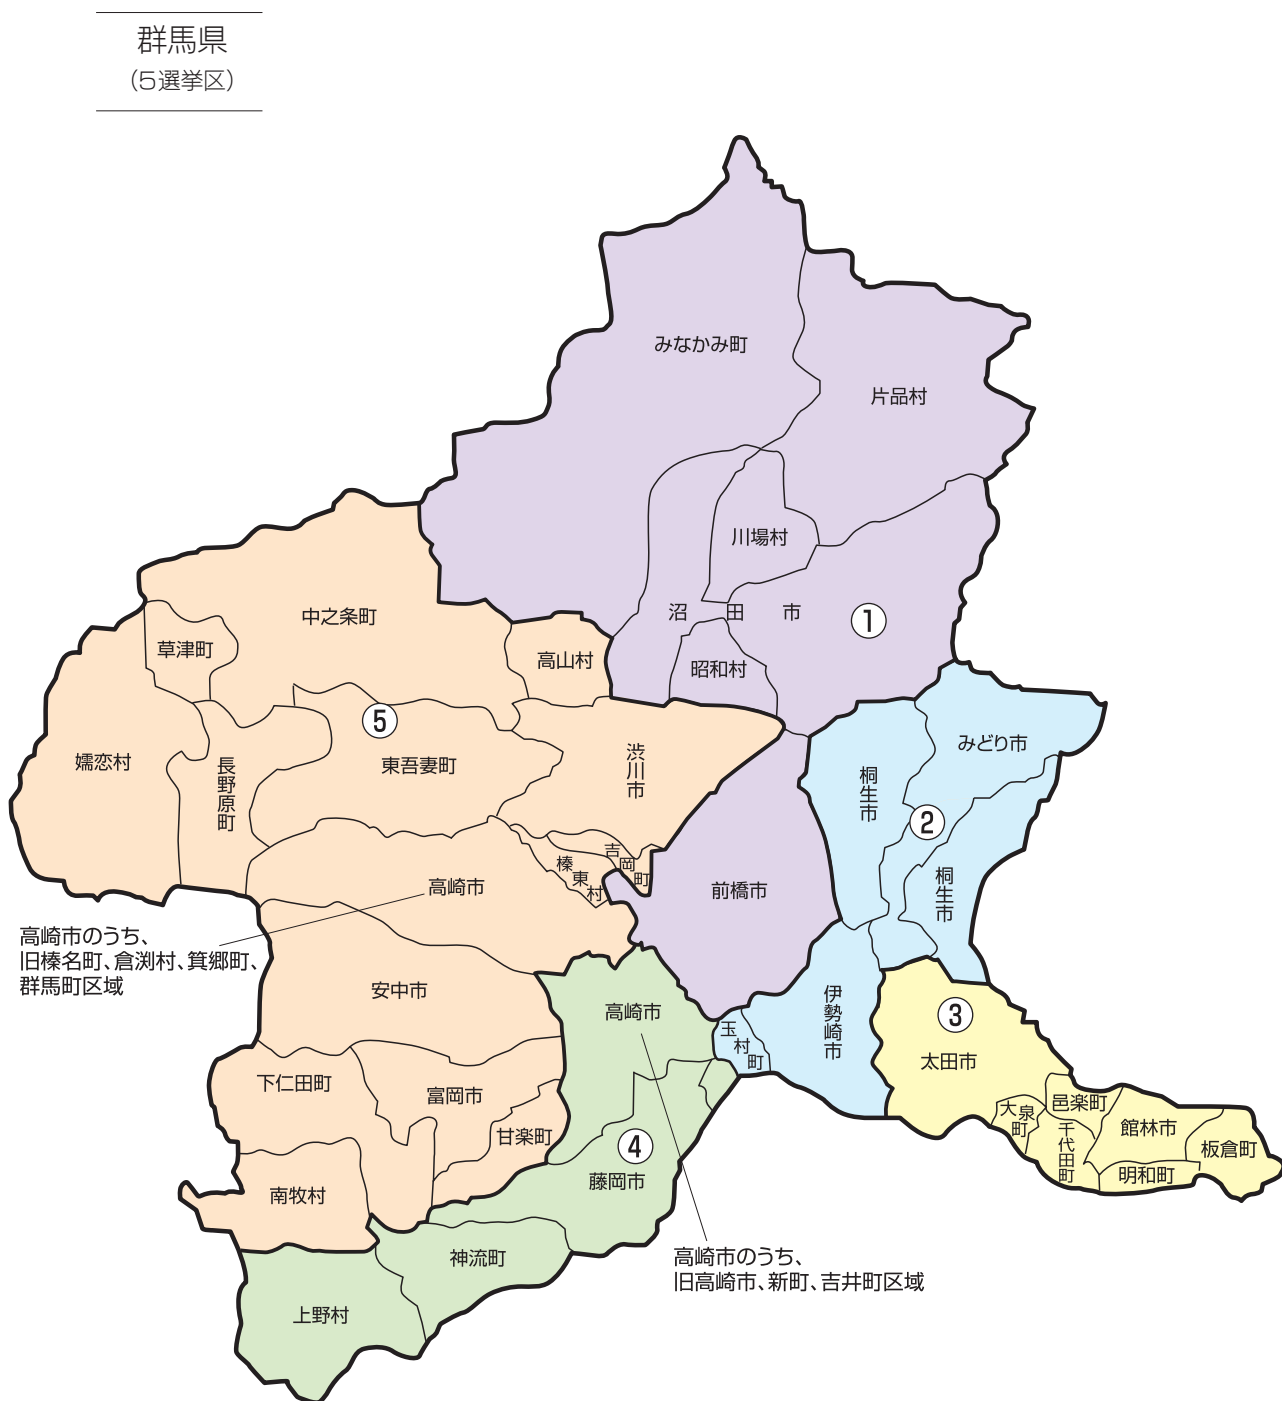 群馬県
（5選挙区）
みなかみ町
片品村
川場村
沼田市
①
昭和村
中之条町
草津町
高山村
⑤
嬬恋村
長野原町
東吾妻町
渋川市
みどり市
桐生市
②
桐生市
榛東村
吉岡町
前橋市
高崎市
高崎市のうち、
旧榛名町、倉渕村、箕郷町、
群馬町区域
安中市
高崎市
玉村町
伊勢崎市
③
太田市
下仁田町
富岡市
甘楽町
④
藤岡市
大泉町
邑楽町
千代田町
館林市
板倉町
明和町
南牧村
神流町
上野村
高崎市のうち、
旧高崎市、新町、吉井町区域